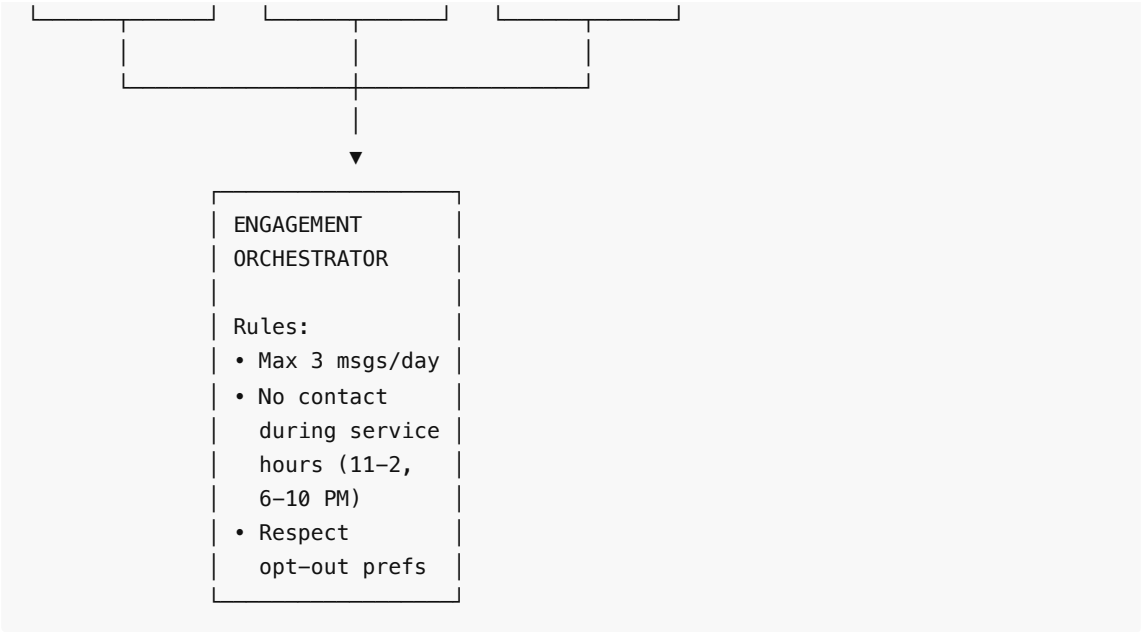 ENGAGEMENT
ORCHESTRATOR
Rules:
• Max 3 msgs/day
• No contact
during service
hours (11–2,
6–10 PM)
• Respect
opt–out prefs